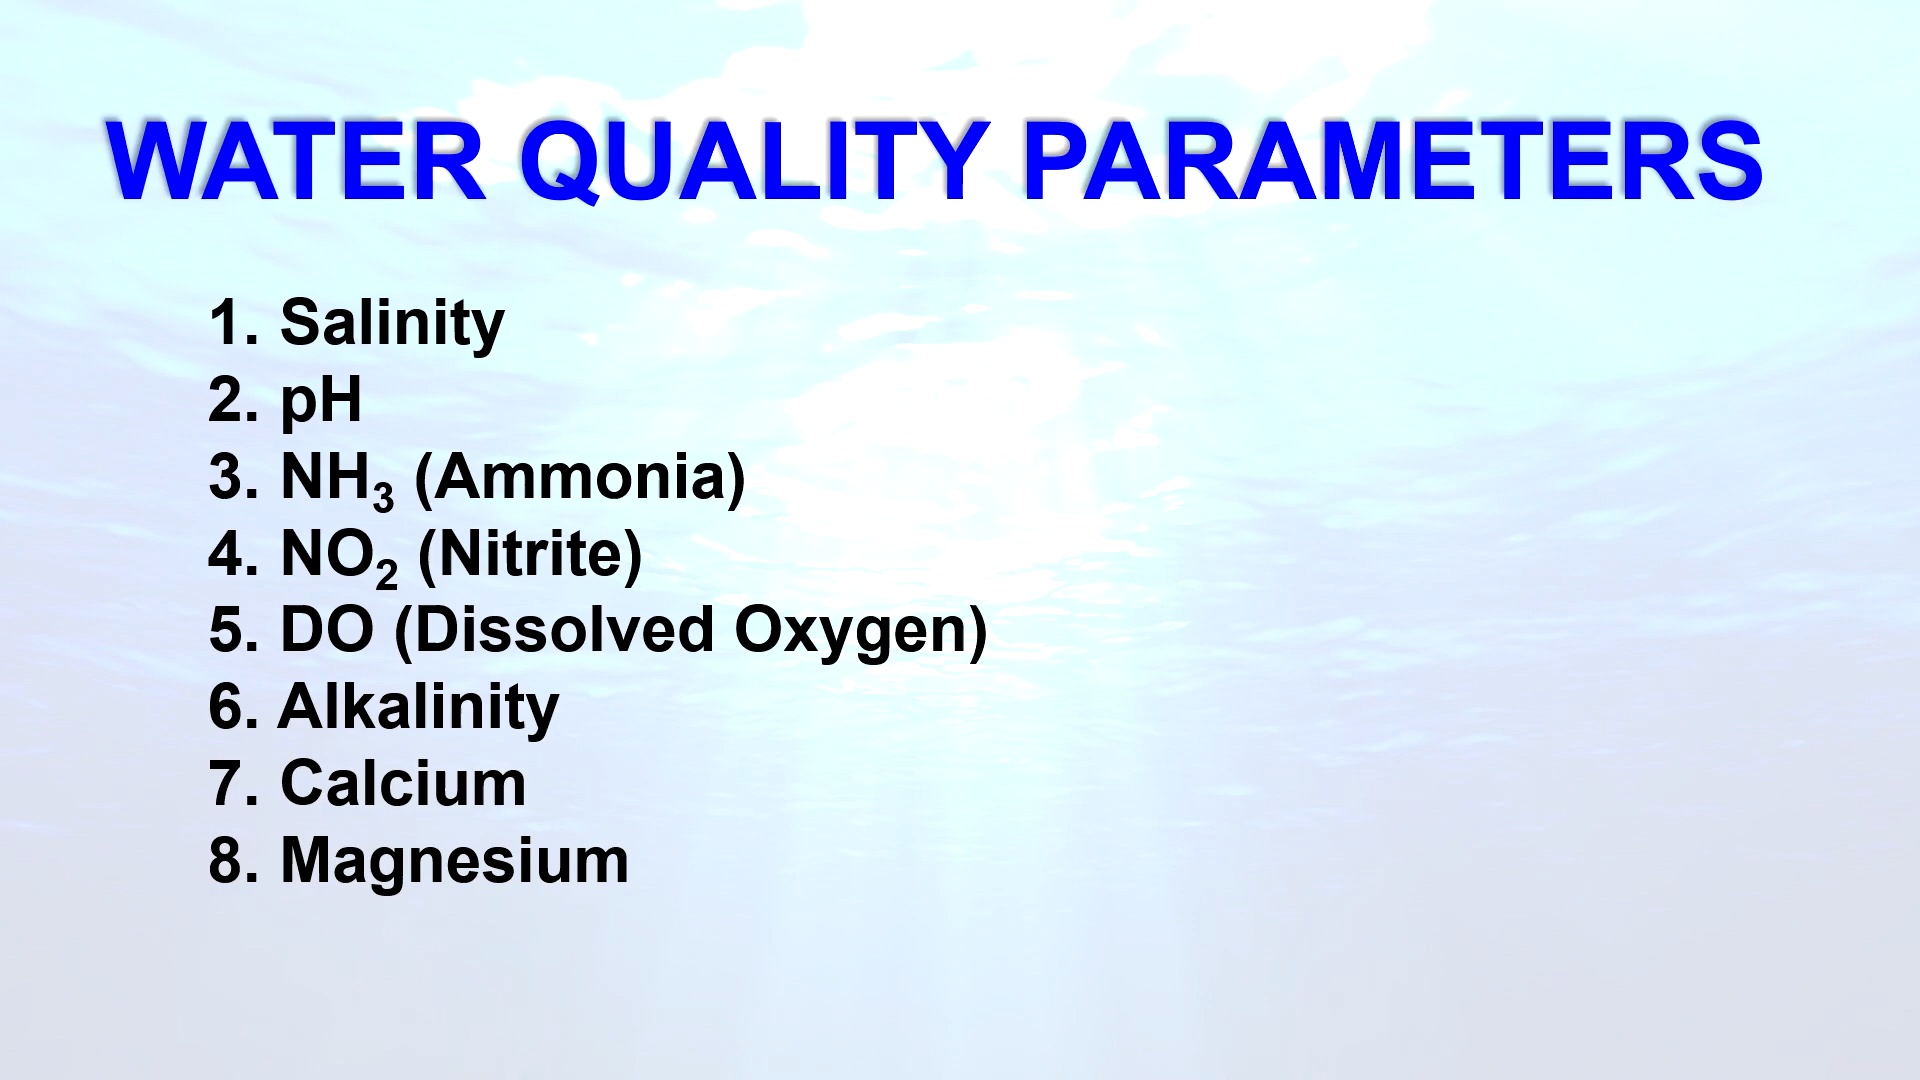 WATER QUALITY PARAMETERS
1. Salinity
2. pH
3. NH₃ (Ammonia)
4. NO₂ (Nitrite)
5. DO (Dissolved Oxygen)
6. Alkalinity
7. Calcium
8. Magnesium